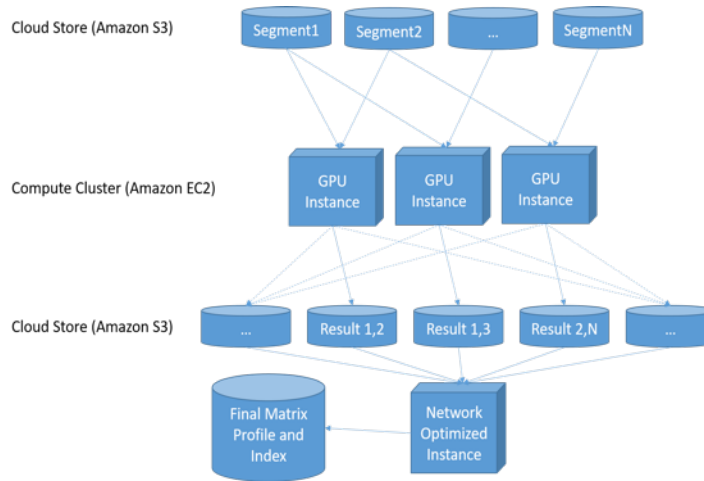 Cloud Store (Amazon S3)
Segment1
Segment2
...
SegmentN
Compute Cluster (Amazon EC2)
GPU
Instance
GPU
Instance
GPU
Instance
Cloud Store (Amazon S3)
...
Result 1,2
Result 1,3
Result 2,N
...
Final Matrix
Profile and
Index
Network
Optimized
Instance